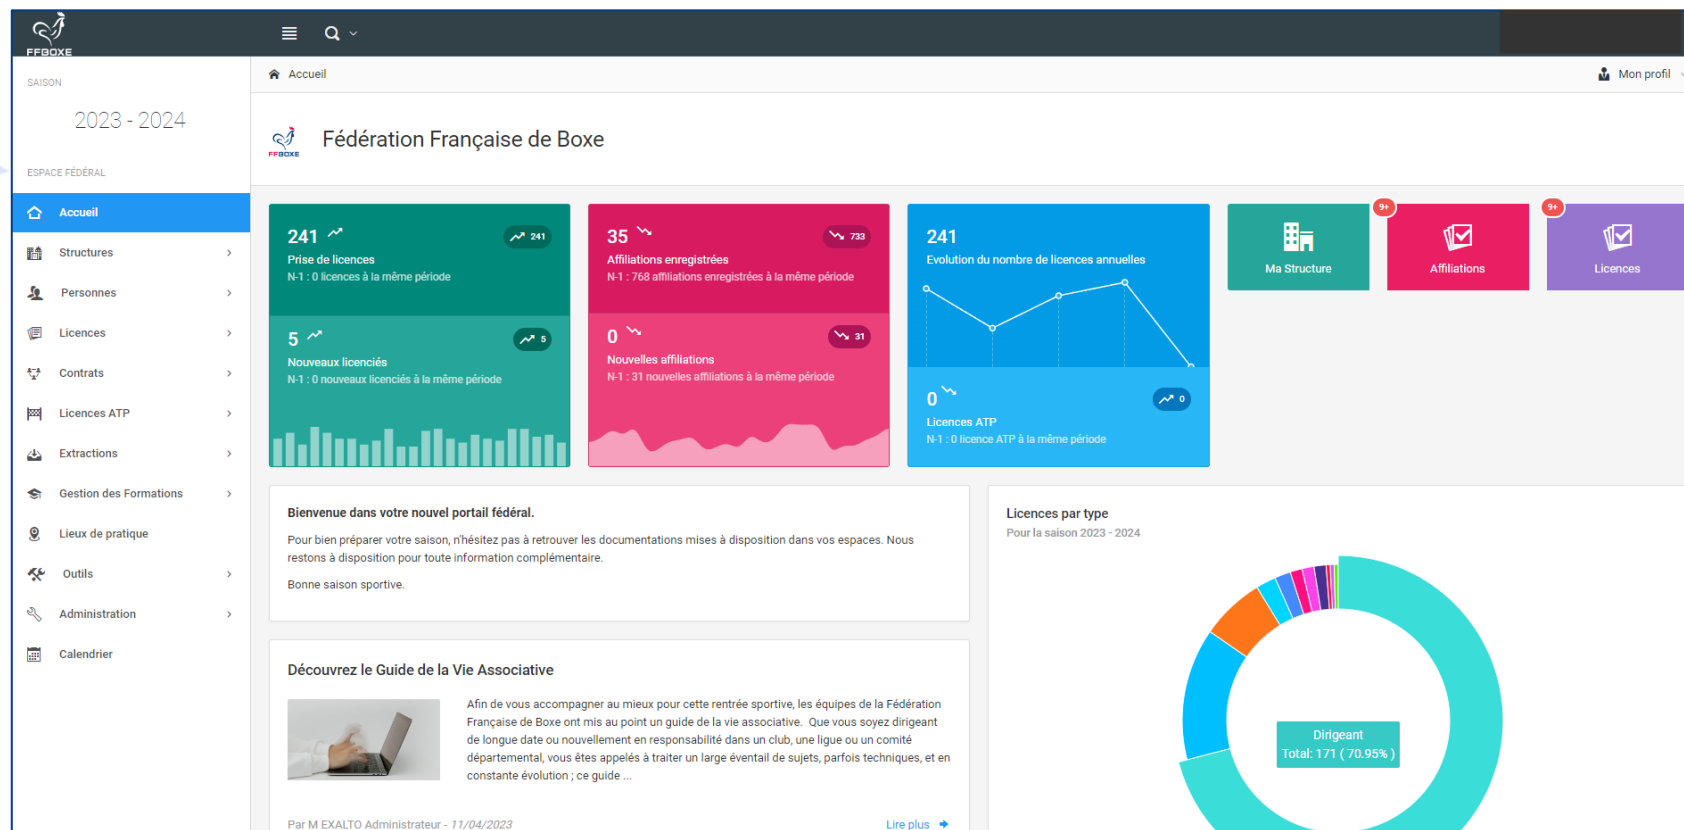 FFBOXE
SAISON
2023 - 2024
ESPACE FÉDÉRAL
Accueil
Structures
Personnes
Licences
Contrats
Licences ATP
Extractions
Gestion des Formations
Lieux de pratique
Outils
Administration
Calendrier
Accueil
Mon profil
FFBOXE
Fédération Française de Boxe
241
241
Prise de licences
N-1 : 0 licences à la même période
5
5
Nouveaux licenciés
N-1 : 0 nouveaux licenciés à la même période
35
733
Affiliations enregistrées
N-1 : 768 affiliations enregistrées à la même période
0
31
Nouvelles affiliations
N-1 : 31 nouvelles affiliations à la même période
241
Evolution du nombre de licences annuelles
0
0
Licences ATP
N-1 : 0 licence ATP à la même période
Ma Structure
9+
Affiliations
9+
Licences
Bienvenue dans votre nouvel portail fédéral.
Pour bien préparer votre saison, n'hésitez pas à retrouver les documentations mises à disposition dans vos espaces. Nous
restons à disposition pour toute information complémentaire.
Bonne saison sportive.
Découvrez le Guide de la Vie Associative
Afin de vous accompagner au mieux pour cette rentrée sportive, les équipes de la Fédération
Française de Boxe ont mis au point un guide de la vie associative. Que vous soyez dirigeant
de longue date ou nouvellement en responsabilité dans un club, une ligue ou un comité
départemental, vous êtes appelés à traiter un large éventail de sujets, parfois techniques, et en
constante évolution ; ce guide ...
Par M EXALTO Administrateur - 11/04/2023
Lire plus
Licences par type
Pour la saison 2023 - 2024
Dirigeant
Total: 171 ( 70.95% )